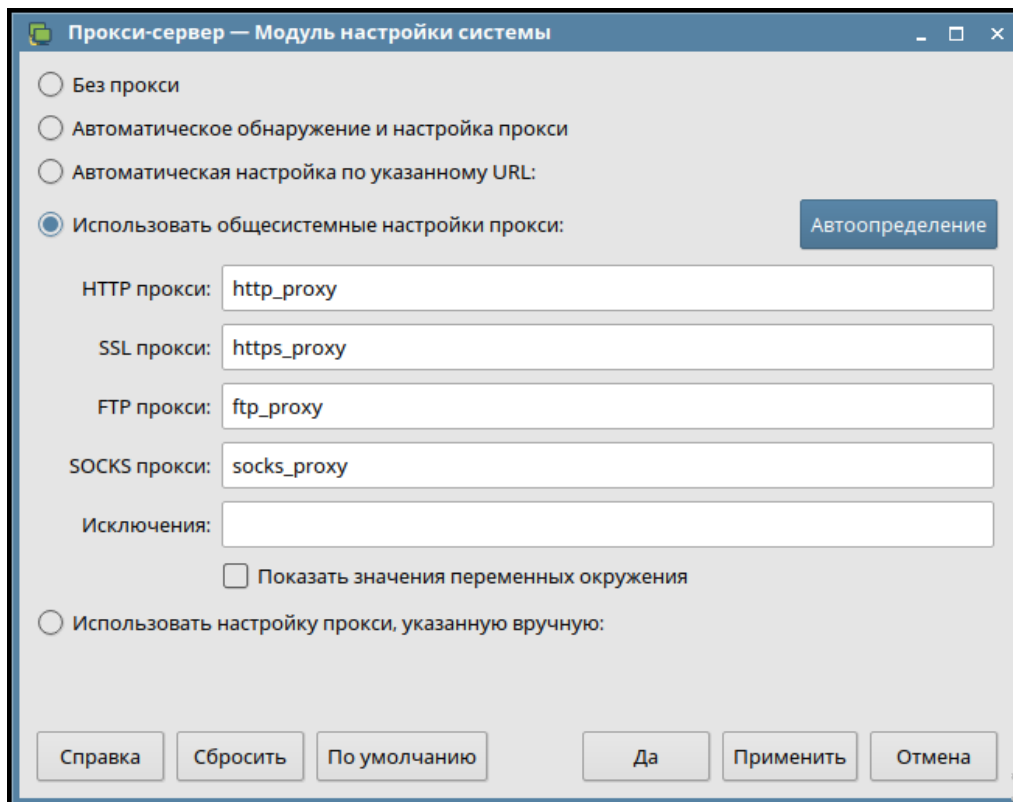 Прокси-сервер — Модуль настройки системы
Без прокси
Автоматическое обнаружение и настройка прокси
Автоматическая настройка по указанному URL:
Использовать общесистемные настройки прокси: Автоопределение
HTTP прокси: http_proxy
SSL прокси: https_proxy
FTP прокси: ftp_proxy
SOCKS прокси: socks_proxy
Исключения:
Показать значения переменных окружения
Использовать настройку прокси, указанную вручную:
Справка Сбросить По умолчанию Да Применить Отмена